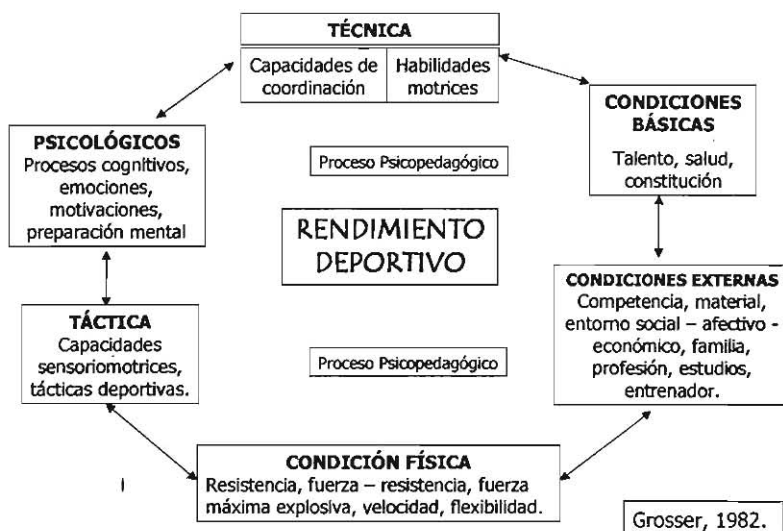 TÉCNICA
Capacidades de
coordinación
Habilidades
motrices
CONDICIONES
BÁSICAS
Talento, salud,
constitución
PSICOLÓGICOS
Procesos cognitivos,
emociones,
motivaciones,
preparación mental
Proceso Psicopedagógico
RENDIMIENTO
DEPORTIVO
CONDICIONES EXTERNAS
Competencia, material,
entorno social – afectivo -
económico, familia,
profesión, estudios,
entrenador.
TÁCTICA
Capacidades
sensoriomotrices,
tácticas deportivas.
Proceso Psicopedagógico
CONDICIÓN FÍSICA
Resistencia, fuerza – resistencia, fuerza
máxima explosiva, velocidad, flexibilidad.
Grosser, 1982.